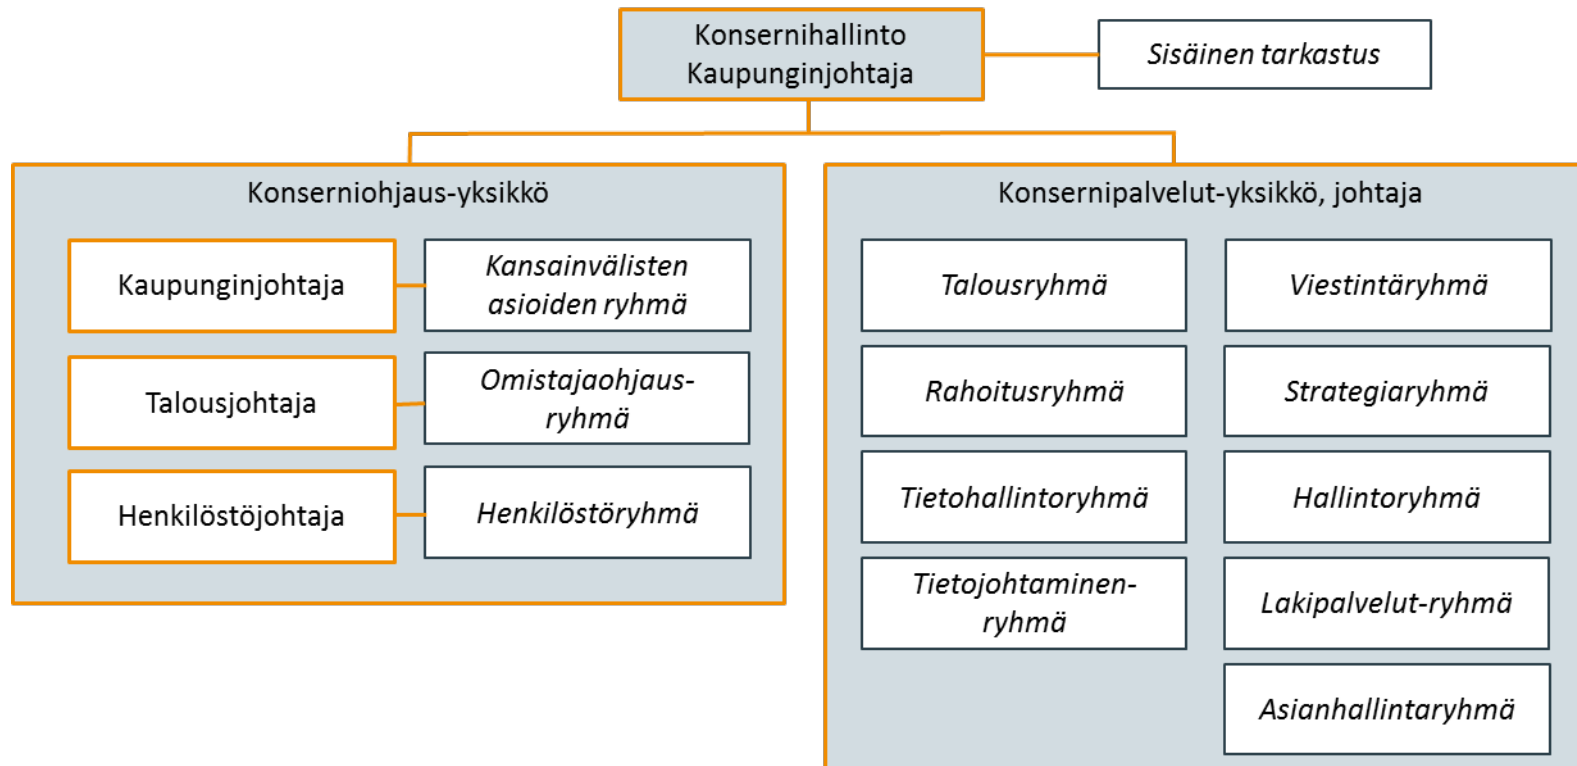 Konsernihallinto
Kaupunginjohtaja
Sisäinen tarkastus
Konserniohjaus-yksikkö
Kaupunginjohtaja
Kansainvälisten
asioiden ryhmä
Talousjohtaja
Omistajaohjaus-
ryhmä
Henkilöstöjohtaja
Henkilöstöryhmä
Konsernipalvelut-yksikkö, johtaja
Talousryhmä
Viestintäryhmä
Rahoitusryhmä
Strategiaryhmä
Tietohallintoryhmä
Hallintoryhmä
Tietojohtaminen-
ryhmä
Lakipalvelut-ryhmä
Asianhallintaryhmä